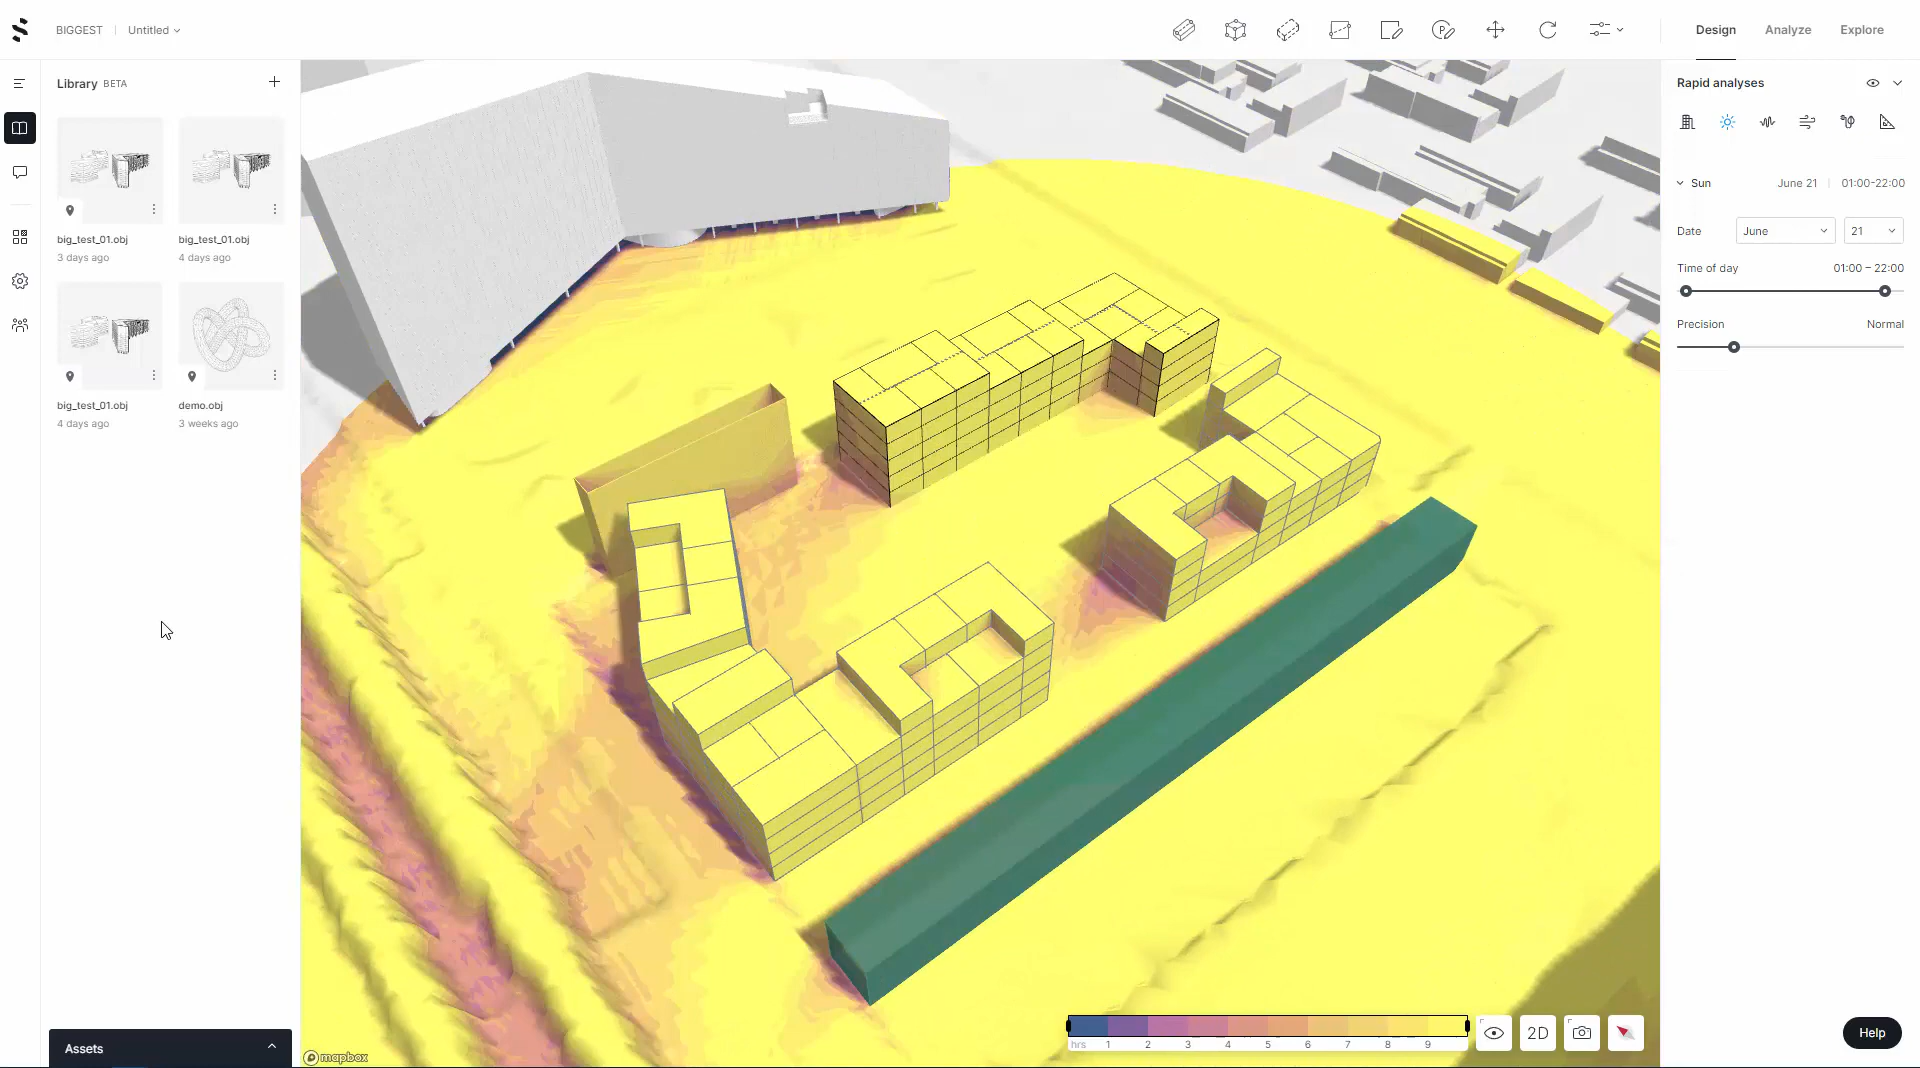 BIGGEST
Untitled
Design
Analyze
Explore
Library BETA
big_test_01.obj
3 days ago
big_test_01.obj
4 days ago
big_test_01.obj
4 days ago
demo.obj
3 weeks ago
Assets
mapbox
hrs 1 2 3 4 5 6 7 8 9
2D
Rapid analyses
Sun June 21 01:00-22:00
Date June 21
Time of day 01:00 – 22:00
Precision Normal
Help